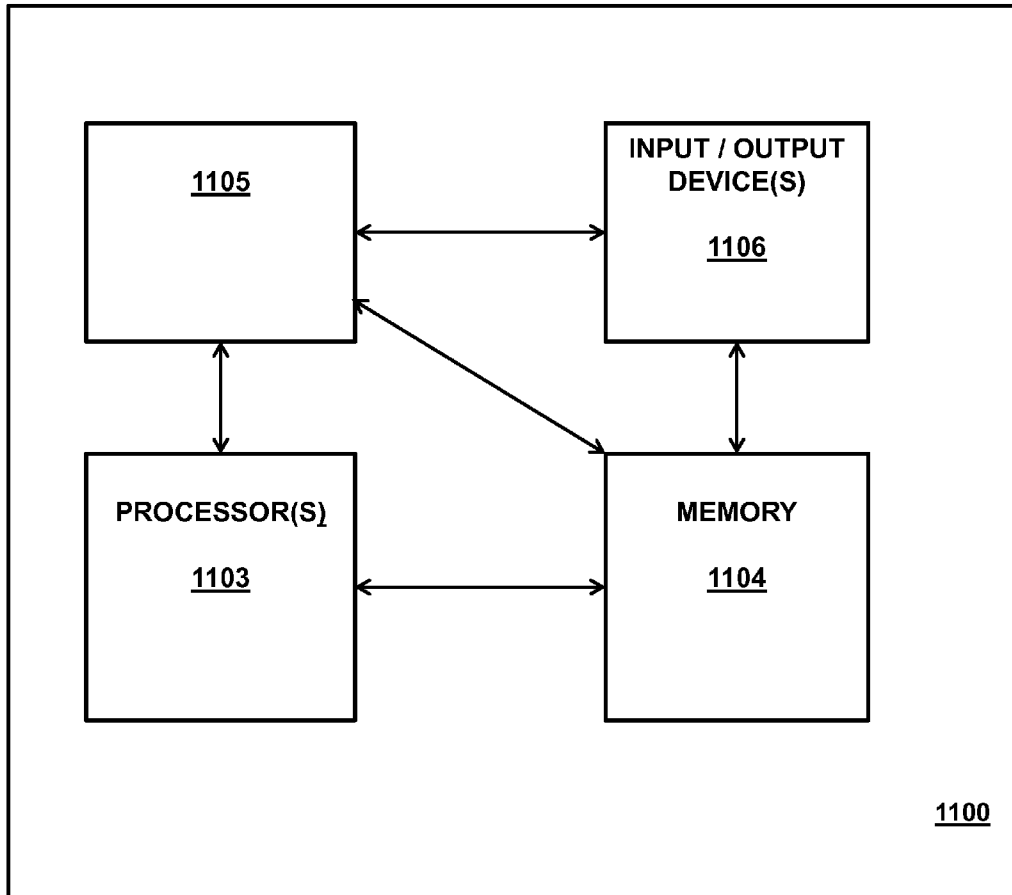 1105
INPUT / OUTPUT
DEVICE(S)
1106
PROCESSOR(S)
1103
MEMORY
1104
1100